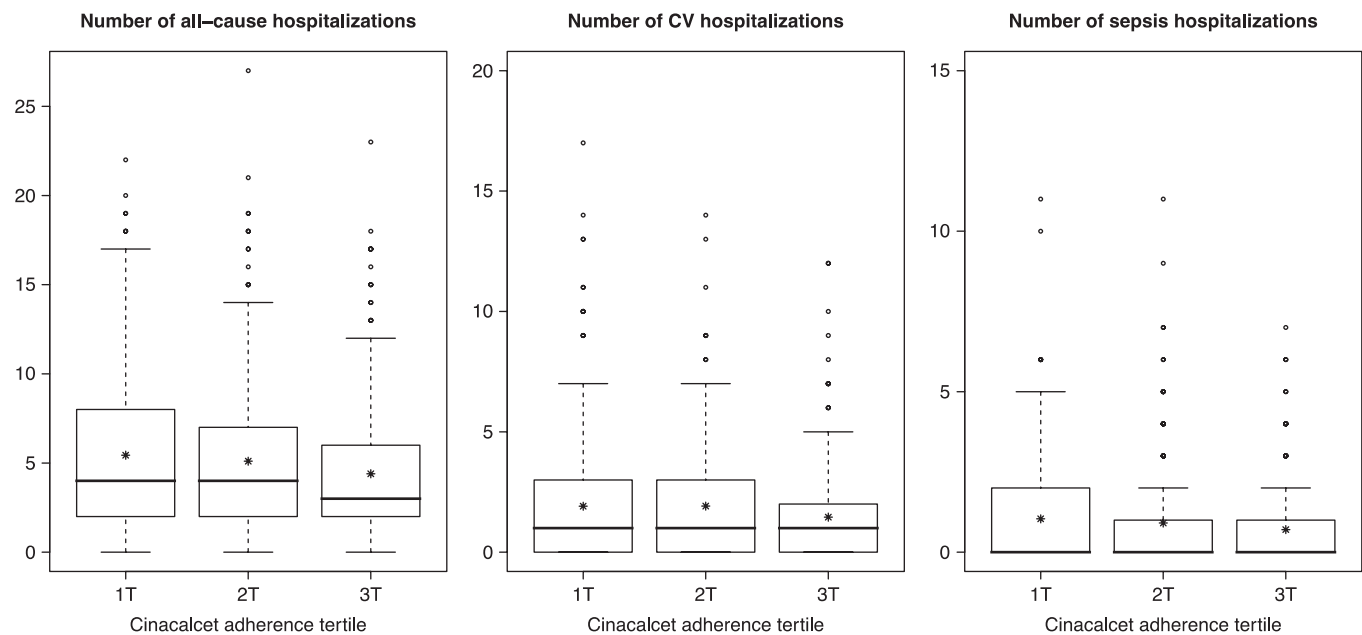 Number of all–cause hospitalizations
25
20
15
10
5
0
1T 2T 3T
Cinacalcet adherence tertile
Number of CV hospitalizations
20
15
10
5
0
1T 2T 3T
Cinacalcet adherence tertile
Number of sepsis hospitalizations
15
10
5
0
1T 2T 3T
Cinacalcet adherence tertile